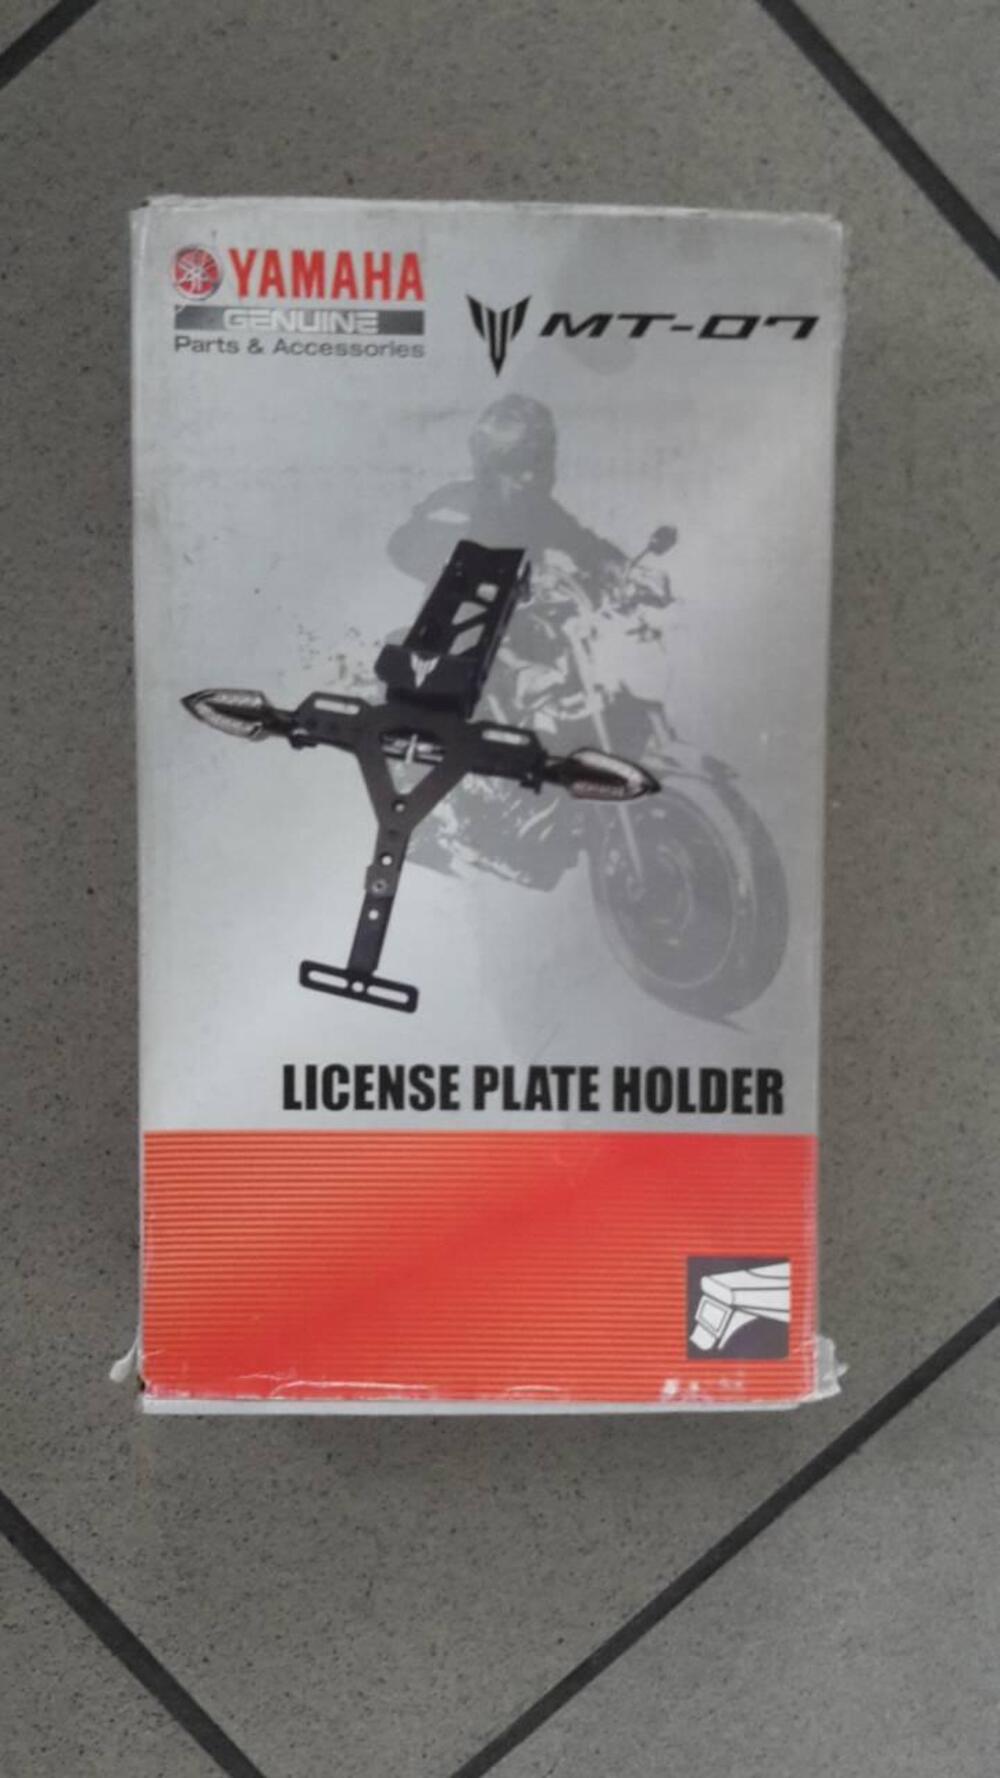 YAMAHA
GENUINE
Parts & Accessories
MT-07
LICENSE PLATE HOLDER